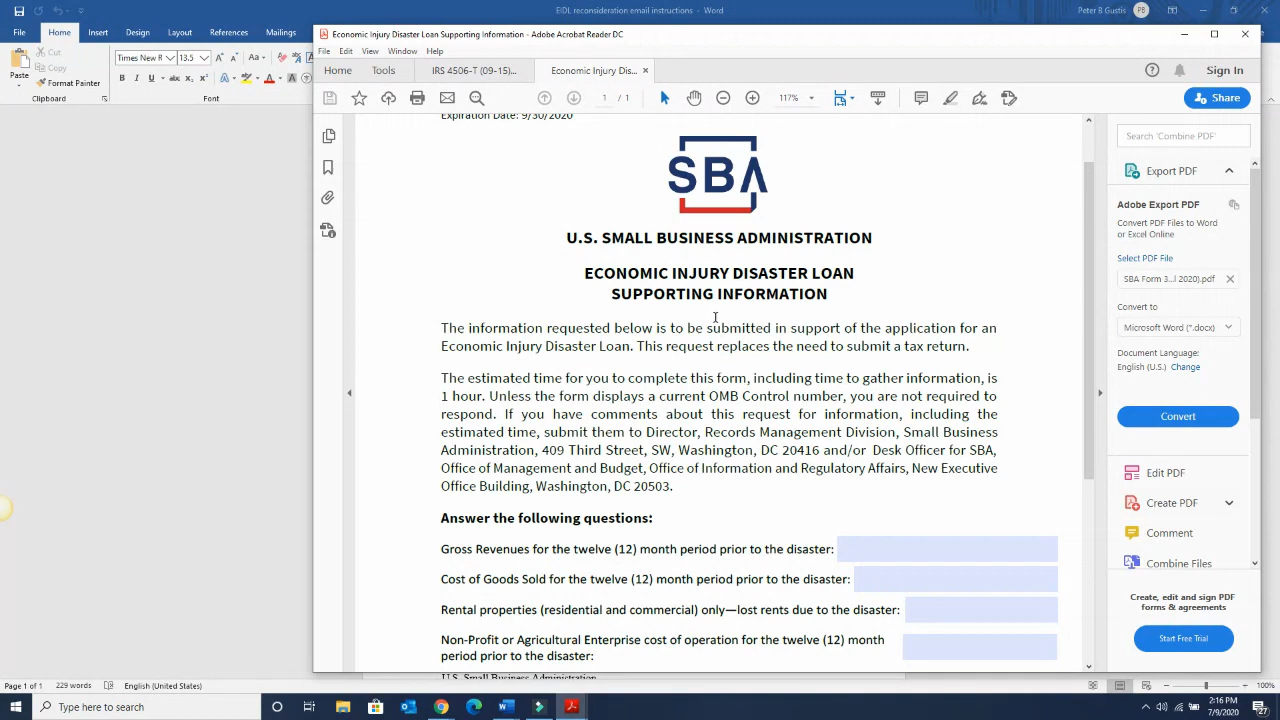 EIDL reconsideration email instructions - Word
Peter B Gustis
PB
File
Home
Insert
Design
Layout
References
Mailings
Cut
Copy
Paste
Format Painter
Times New R
13.5
Clipboard
Font
Economic Injury Disaster Loan Supporting Information - Adobe Acrobat Reader DC
File Edit View Window Help
Home
Tools
IRS 4506-T (09-15)...
Economic Injury Dis...
Sign In
1 / 1
117%
Share
Expiration Date: 9/30/2020
SBA
U.S. SMALL BUSINESS ADMINISTRATION
ECONOMIC INJURY DISASTER LOAN
SUPPORTING INFORMATION
The information requested below is to be submitted in support of the application for an
Economic Injury Disaster Loan. This request replaces the need to submit a tax return.
The estimated time for you to complete this form, including time to gather information, is
1 hour. Unless the form displays a current OMB Control number, you are not required to
respond. If you have comments about this request for information, including the
estimated time, submit them to Director, Records Management Division, Small Business
Administration, 409 Third Street, SW, Washington, DC 20416 and/or Desk Officer for SBA,
Office of Management and Budget, Office of Information and Regulatory Affairs, New Executive
Office Building, Washington, DC 20503.
Answer the following questions:
Gross Revenues for the twelve (12) month period prior to the disaster:
Cost of Goods Sold for the twelve (12) month period prior to the disaster:
Rental properties (residential and commercial) only—lost rents due to the disaster:
Non-Profit or Agricultural Enterprise cost of operation for the twelve (12) month
period prior to the disaster:
U.S. Small Business Administration
Search 'Combine PDF'
Export PDF
Adobe Export PDF
Convert PDF Files to Word
or Excel Online
Select PDF File
SBA Form 3...l 2020).pdf
Convert to
Microsoft Word (*.docx)
Document Language:
English (U.S.) Change
Convert
Edit PDF
Create PDF
Comment
Combine Files
Create, edit and sign PDF
forms & agreements
Start Free Trial
Page 1 of 1
229 words
English (United States)
100%
Type here to search
2:16 PM
7/9/2020